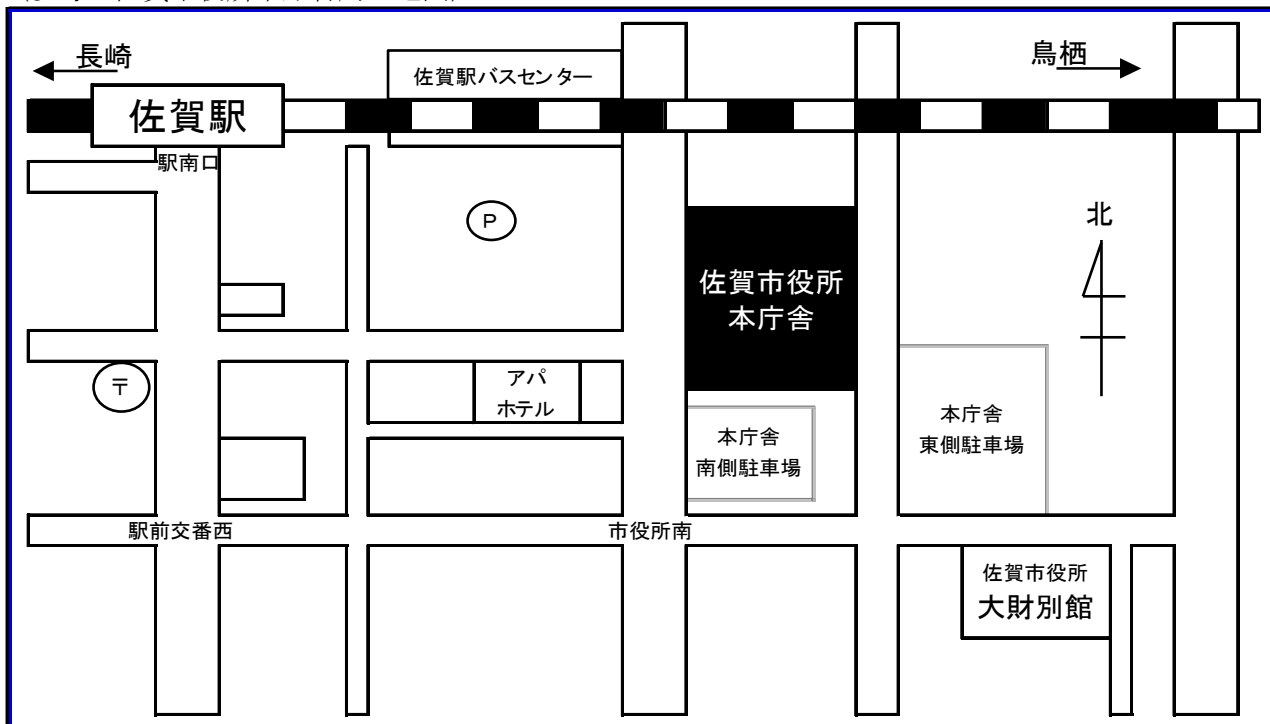 長崎
鳥栖
佐賀駅バスセンター
佐賀駅
駅南口
P
北
佐賀市役所
本庁舎
〒
アパ
ホテル
本庁舎
南側駐車場
本庁舎
東側駐車場
駅前交番西
市役所南
佐賀市役所
大財別館